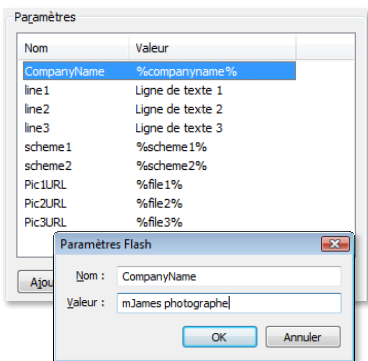 Paramètres
Nom Valeur
CompanyName %companyname%
line1 Ligne de texte 1
line2 Ligne de texte 2
line3 Ligne de texte 3
scheme1 %scheme1%
scheme2 %scheme2%
Pic1URL %file1%
Pic2URL %file2%
Pic3URL %file3%
Paramètres Flash
Nom : CompanyName
Ajou
Valeur : mJames photographe
OK Annuler